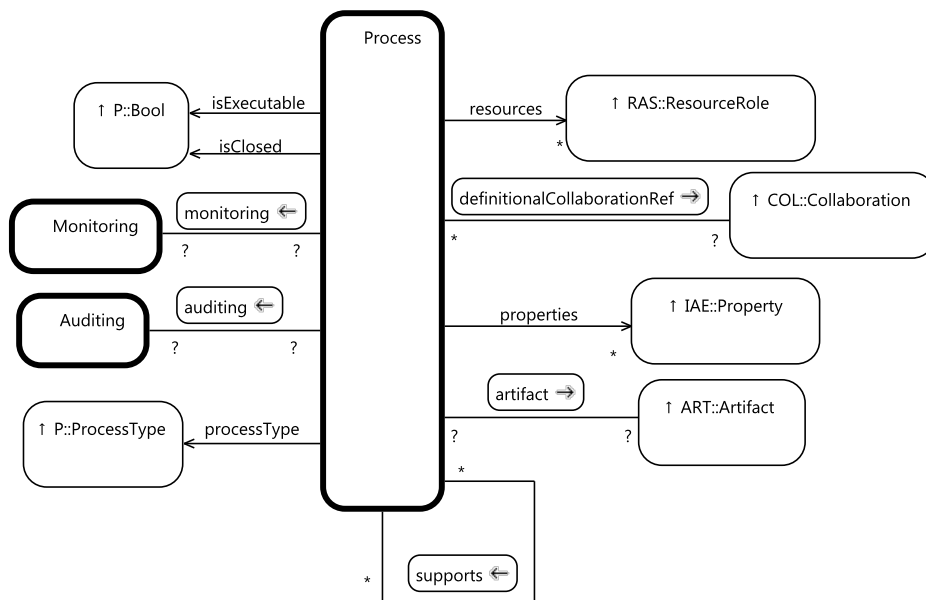 Process
↑ P::Bool
isExecutable
isClosed
resources
*
↑ RAS::ResourceRole
Monitoring
monitoring ←
?
?
definitionalCollaborationRef →
*
?
↑ COL::Collaboration
Auditing
auditing ←
?
?
properties
*
↑ IAE::Property
artifact →
?
?
↑ ART::Artifact
↑ P::ProcessType
processType
*
*
supports ←